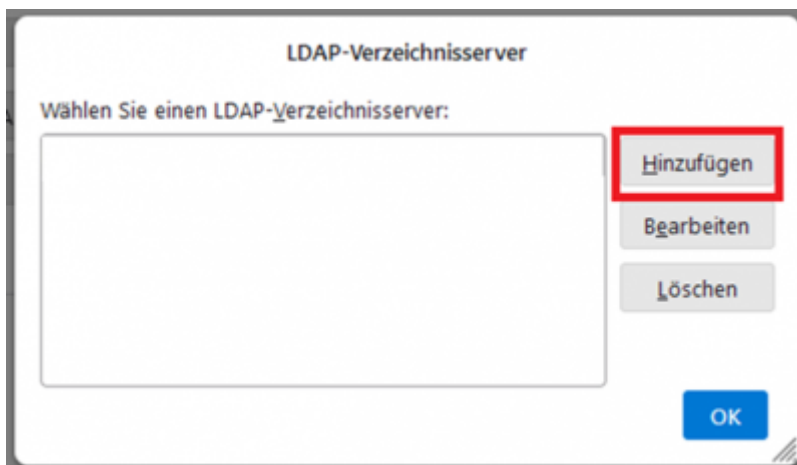 LDAP-Verzeichnisserver
Wählen Sie einen LDAP-Verzeichnisserver:
Hinzufügen
Bearbeiten
Löschen
OK